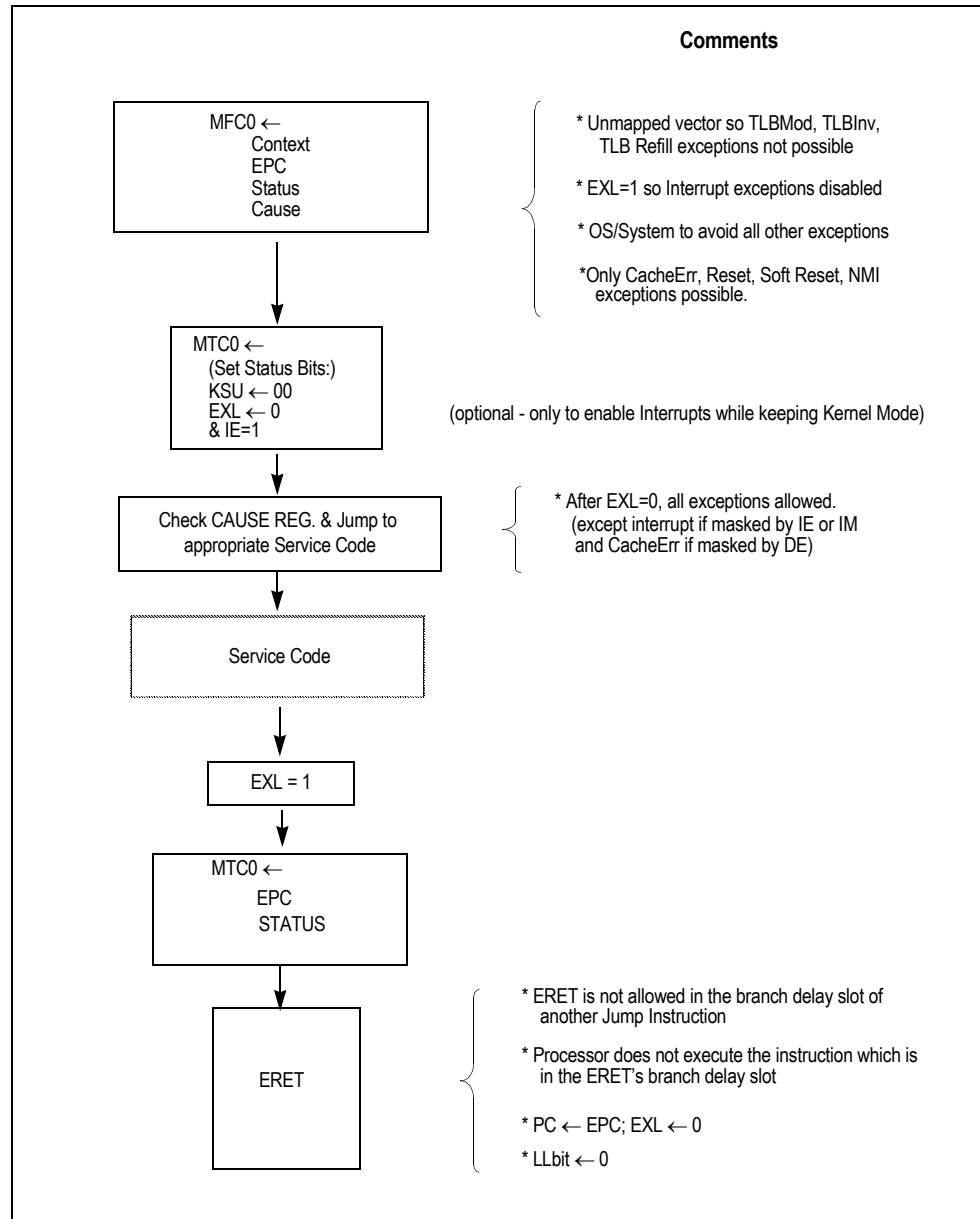 Comments
MFC0 ←
Context
EPC
Status
Cause
* Unmapped vector so TLBMod, TLBInv,
TLB Refill exceptions not possible
* EXL=1 so Interrupt exceptions disabled
* OS/System to avoid all other exceptions
*Only CacheErr, Reset, Soft Reset, NMI
exceptions possible.
MTC0 ←
(Set Status Bits:)
KSU ← 00
EXL ← 0
& IE=1
(optional - only to enable Interrupts while keeping Kernel Mode)
Check CAUSE REG. & Jump to
appropriate Service Code
* After EXL=0, all exceptions allowed.
(except interrupt if masked by IE or IM
and CacheErr if masked by DE)
Service Code
EXL = 1
MTC0 ←
EPC
STATUS
ERET
* ERET is not allowed in the branch delay slot of
another Jump Instruction
* Processor does not execute the instruction which is
in the ERET's branch delay slot
* PC ← EPC; EXL ← 0
* LLbit ← 0